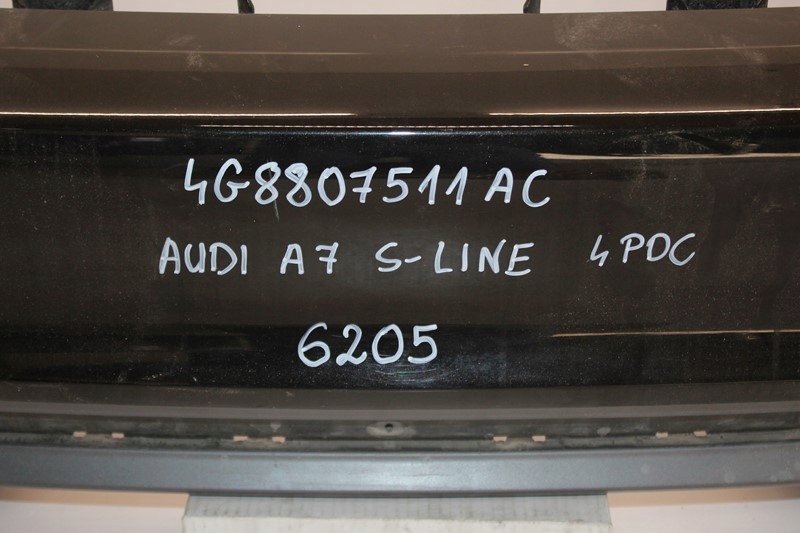 4G8807511 AC
AUDI A7 S-LINE 4PDC
6205